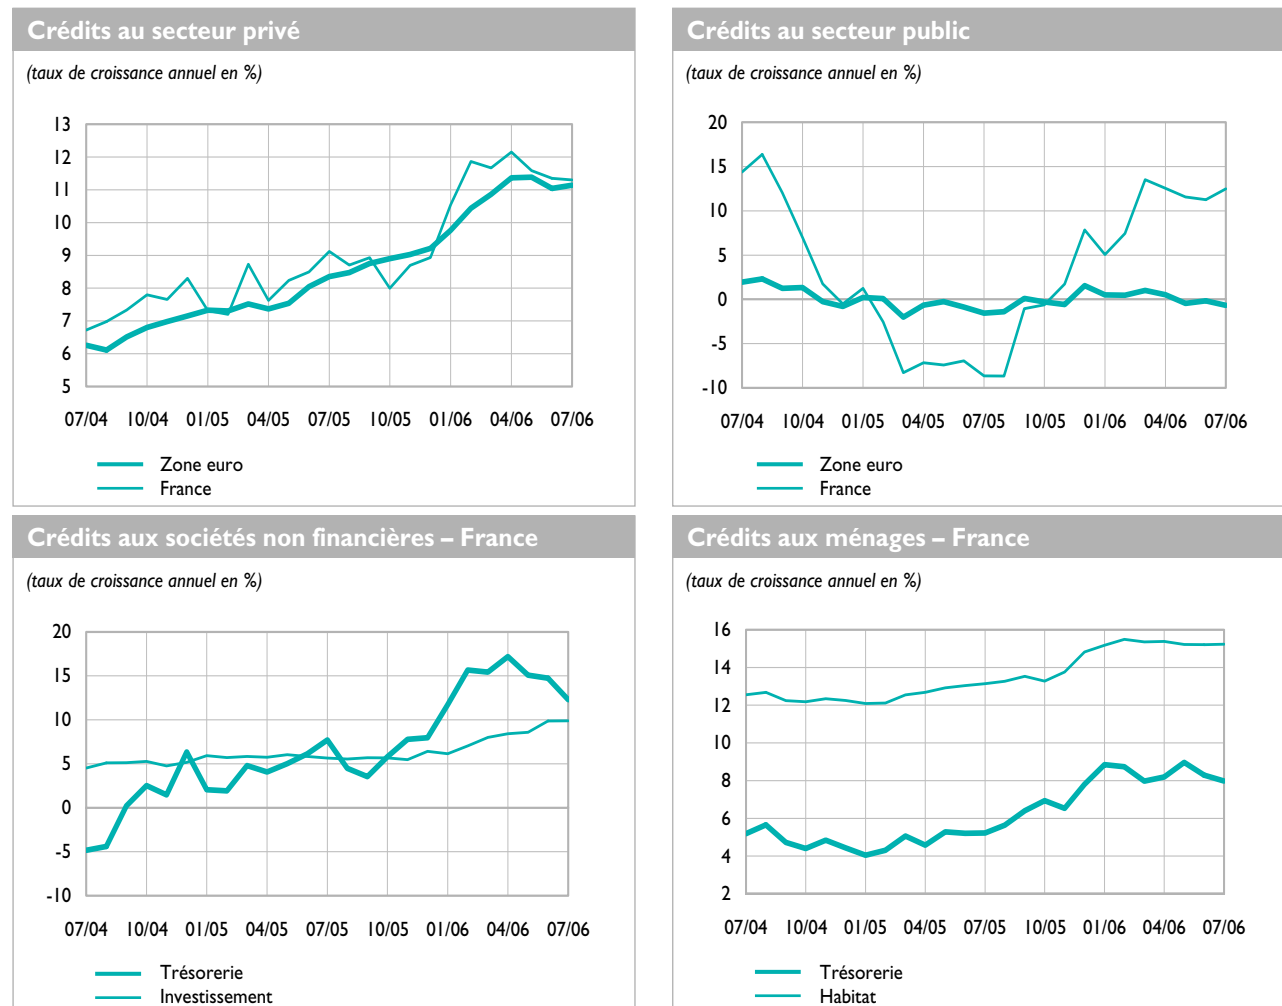 Crédits au secteur privé
(taux de croissance annuel en %)
13
12
11
10
9
8
7
6
5
07/04 10/04 01/05 04/05 07/05 10/05 01/06 04/06 07/06
Zone euro
France
Crédits au secteur public
(taux de croissance annuel en %)
20
15
10
5
0
-5
-10
07/04 10/04 01/05 04/05 07/05 10/05 01/06 04/06 07/06
Zone euro
France
Crédits aux sociétés non financières – France
(taux de croissance annuel en %)
20
15
10
5
0
-5
-10
07/04 10/04 01/05 04/05 07/05 10/05 01/06 04/06 07/06
Trésorerie
Investissement
Crédits aux ménages – France
(taux de croissance annuel en %)
16
14
12
10
8
6
4
2
07/04 10/04 01/05 04/05 07/05 10/05 01/06 04/06 07/06
Trésorerie
Habitat